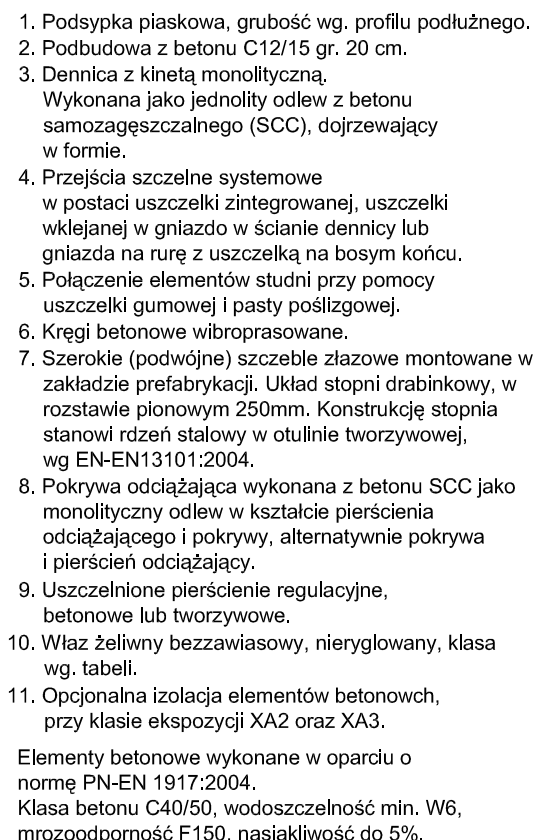 1. Podsypka piaskowa, grubość wg. profilu podłużnego.
2. Podbudowa z betonu C12/15 gr. 20 cm.
3. Dennica z kinetą monolityczną.
Wykonana jako jednolity odlew z betonu
samozagęszczalnego (SCC), dojrzewający
w formie.
4. Przejścia szczelne systemowe
w postaci uszczelki zintegrowanej, uszczelki
wklejanej w gniazdo w ścianie dennicy lub
gniazda na rurę z uszczelką na bosym końcu.
5. Połączenie elementów studni przy pomocy
uszczelki gumowej i pasty poślizgowej.
6. Kręgi betonowe wibroprasowane.
7. Szerokie (podwójne) szczeble złazowe montowane w
zakładzie prefabrykacji. Układ stopni drabinkowy, w
rozstawie pionowym 250mm. Konstrukcję stopnia
stanowi rdzeń stalowy w otulinie tworzywowej,
wg EN-EN13101:2004.
8. Pokrywa odciążająca wykonana z betonu SCC jako
monolityczny odlew w kształcie pierścienia
odciążającego i pokrywy, alternatywnie pokrywa
i pierścień odciążający.
9. Uszczelnione pierścienie regulacyjne,
betonowe lub tworzywowe.
10. Właz żeliwny bezzawiasowy, nieryglowany, klasa
wg. tabeli.
11. Opcjonalna izolacja elementów betonowch,
przy klasie ekspozycji XA2 oraz XA3.
Elementy betonowe wykonane w oparciu o
normę PN-EN 1917:2004.
Klasa betonu C40/50, wodoszczelność min. W6,
mrozoodporność F150, nasiąkliwość do 5%.